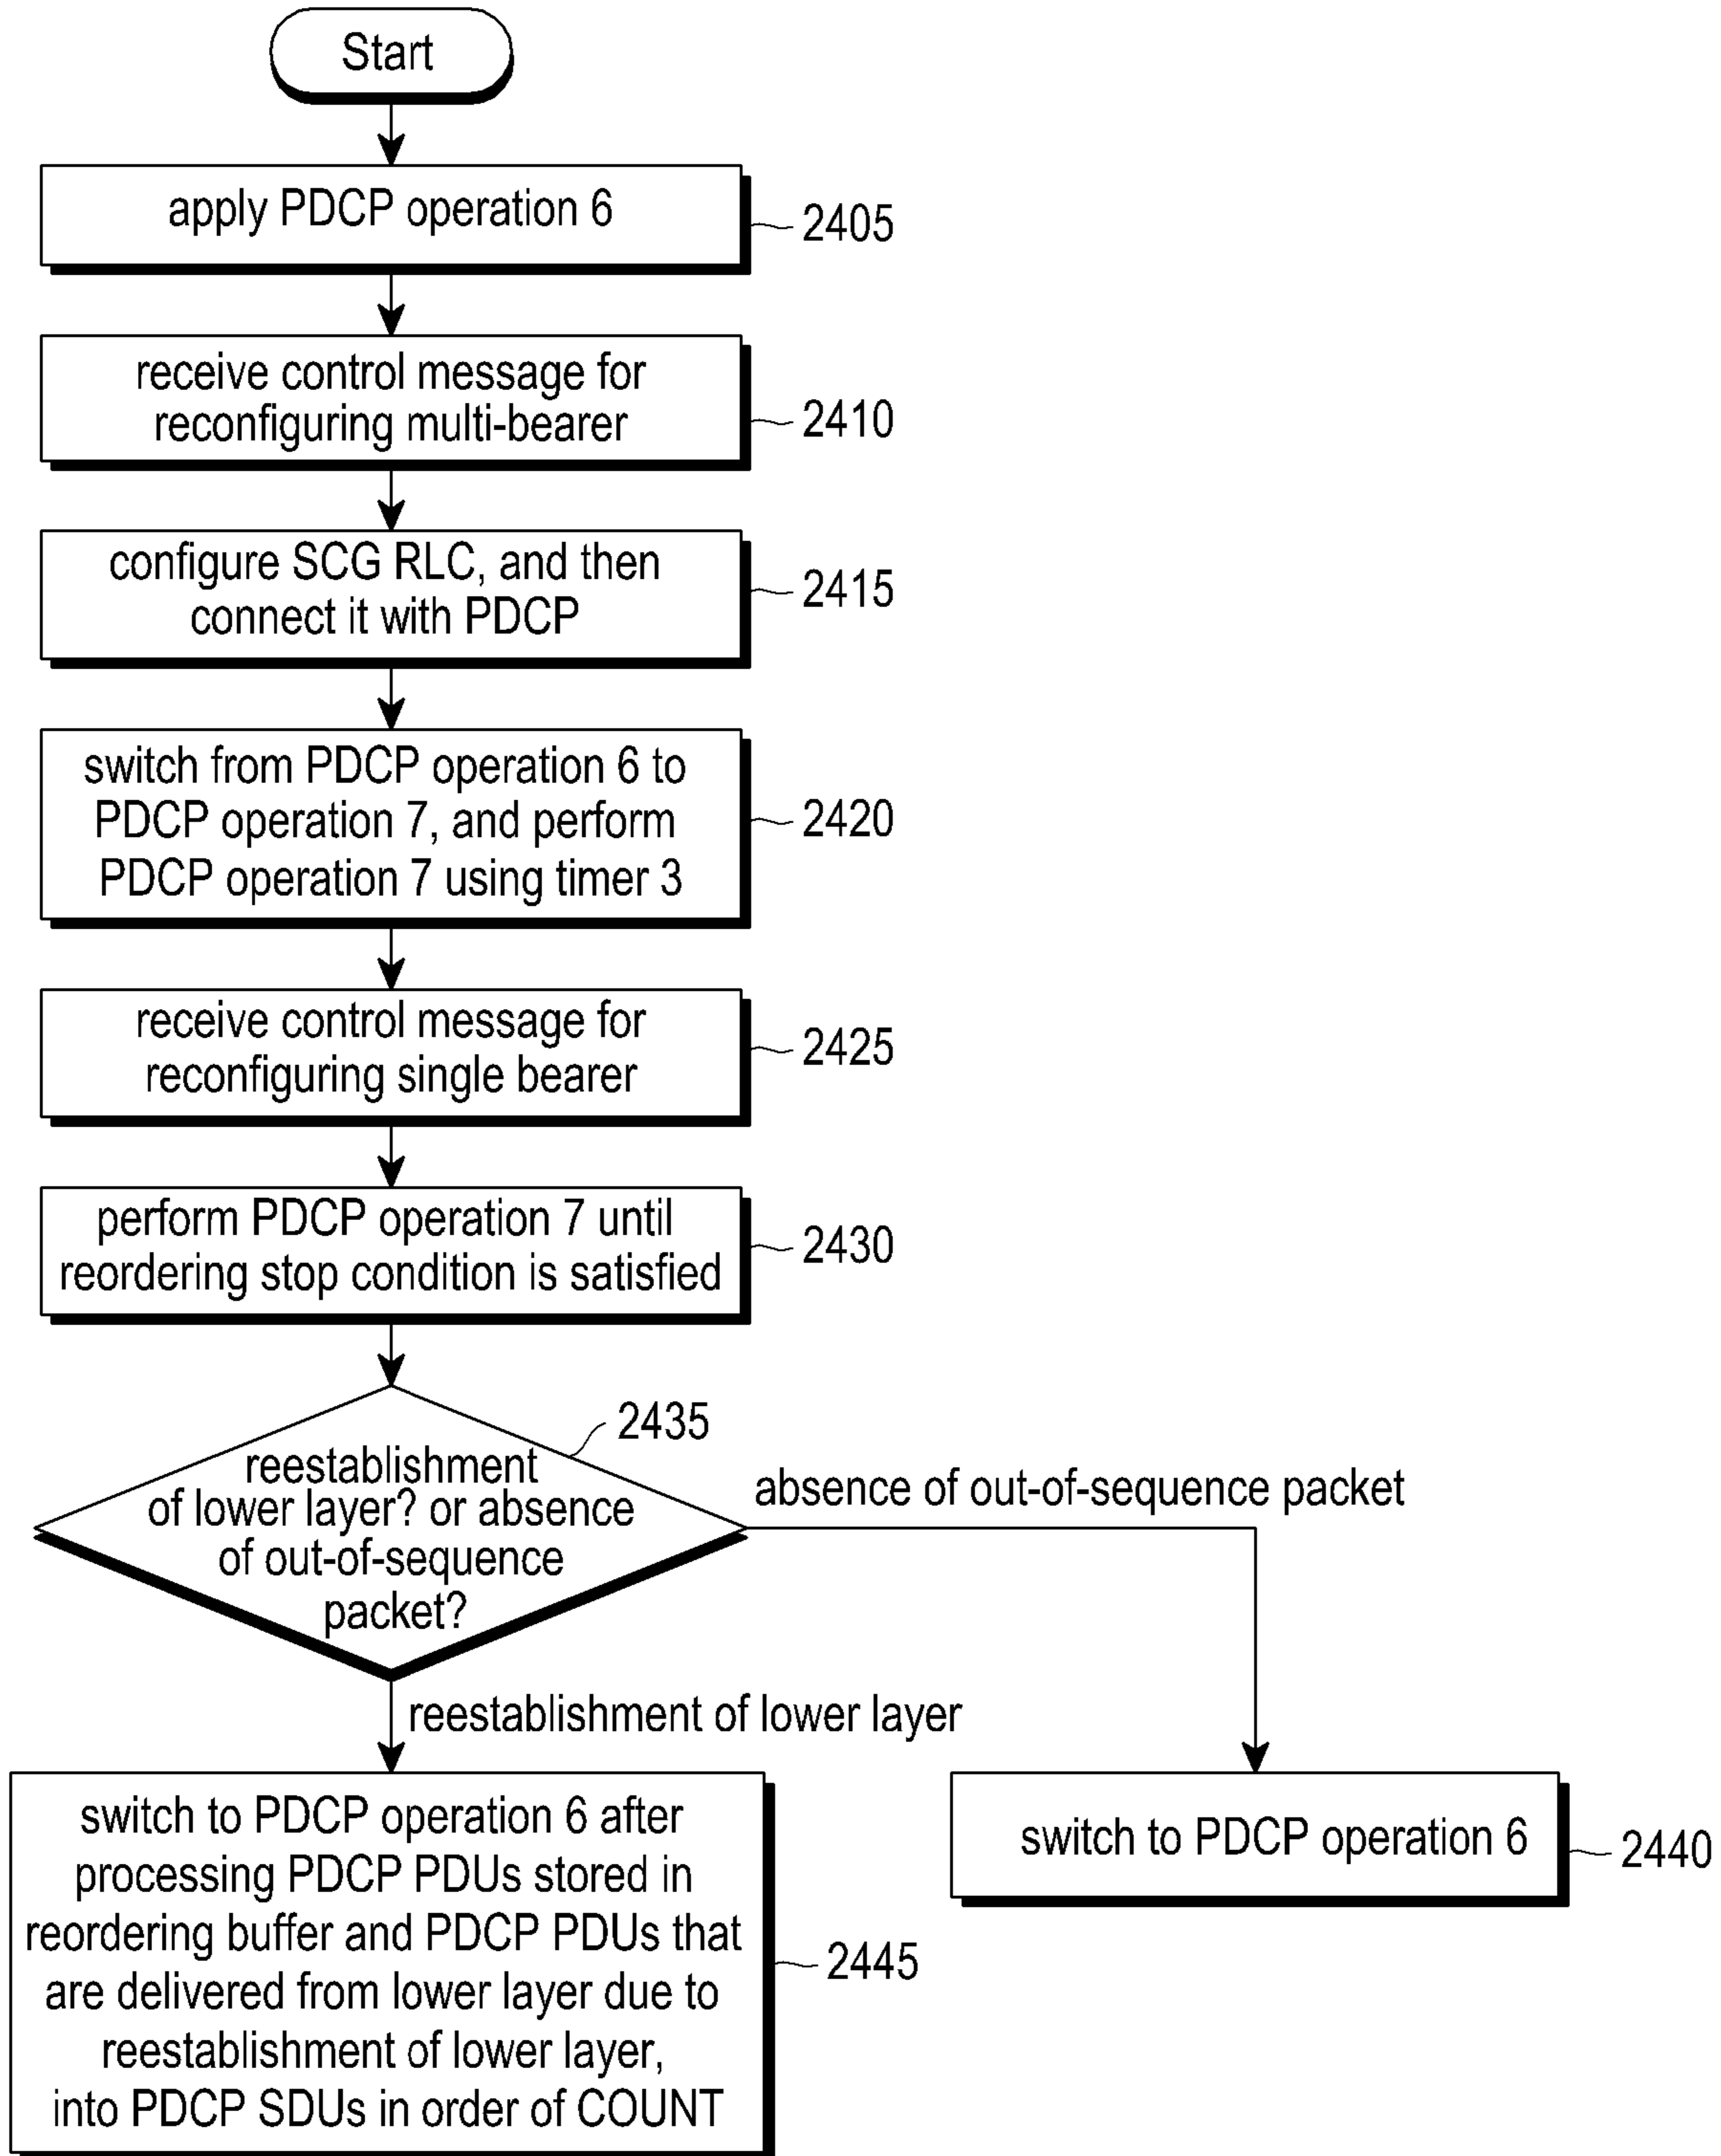 Start
apply PDCP operation 6
2405
receive control message for
reconfiguring multi-bearer
2410
configure SCG RLC, and then
connect it with PDCP
2415
switch from PDCP operation 6 to
PDCP operation 7, and perform
PDCP operation 7 using timer 3
2420
receive control message for
reconfiguring single bearer
2425
perform PDCP operation 7 until
reordering stop condition is satisfied
2430
2435
reestablishment
of lower layer? or absence
of out-of-sequence
packet?
absence of out-of-sequence packet
reestablishment of lower layer
switch to PDCP operation 6 after
processing PDCP PDUs stored in
reordering buffer and PDCP PDUs that
are delivered from lower layer due to
reestablishment of lower layer,
into PDCP SDUs in order of COUNT
2445
switch to PDCP operation 6
2440